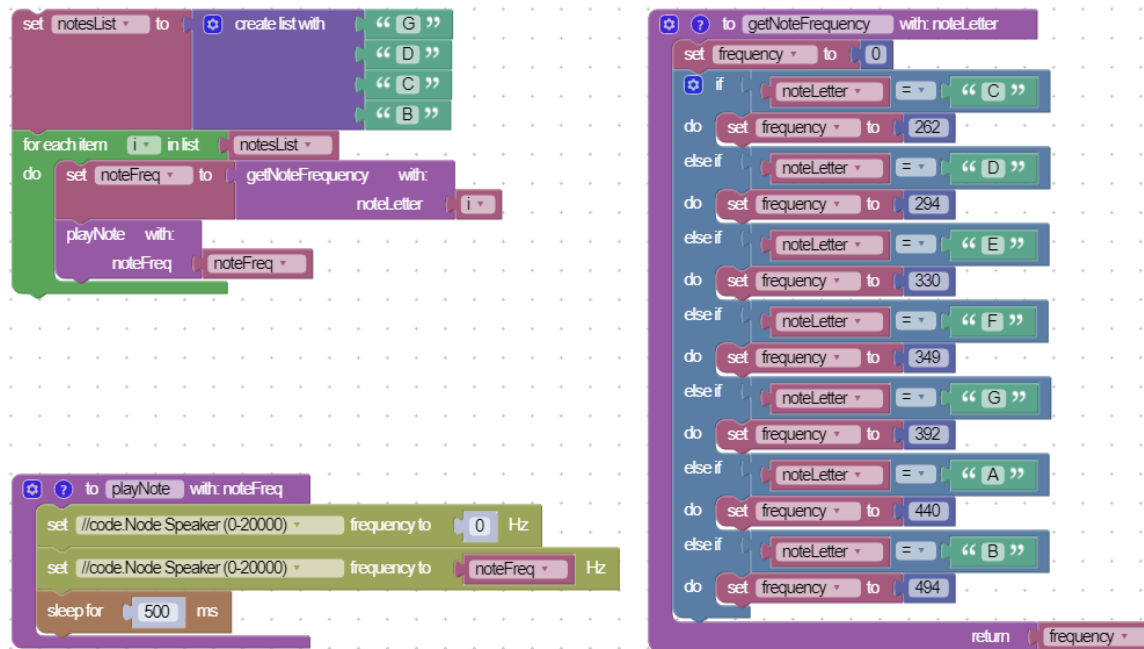 set notesList to create list with “ G ”
“ D ”
“ C ”
“ B ”
for each item i in list notesList
do set noteFreq to getNoteFrequency with:
noteLetter i
playNote with:
noteFreq noteFreq
to playNote with: noteFreq
set //code.Node Speaker (0-20000) frequency to 0 Hz
set //code.Node Speaker (0-20000) frequency to noteFreq Hz
sleep for 500 ms
? to getNoteFrequency with: noteLetter
set frequency to 0
if noteLetter = “ C ”
do set frequency to 262
else if noteLetter = “ D ”
do set frequency to 294
else if noteLetter = “ E ”
do set frequency to 330
else if noteLetter = “ F ”
do set frequency to 349
else if noteLetter = “ G ”
do set frequency to 392
else if noteLetter = “ A ”
do set frequency to 440
else if noteLetter = “ B ”
do set frequency to 494
return frequency